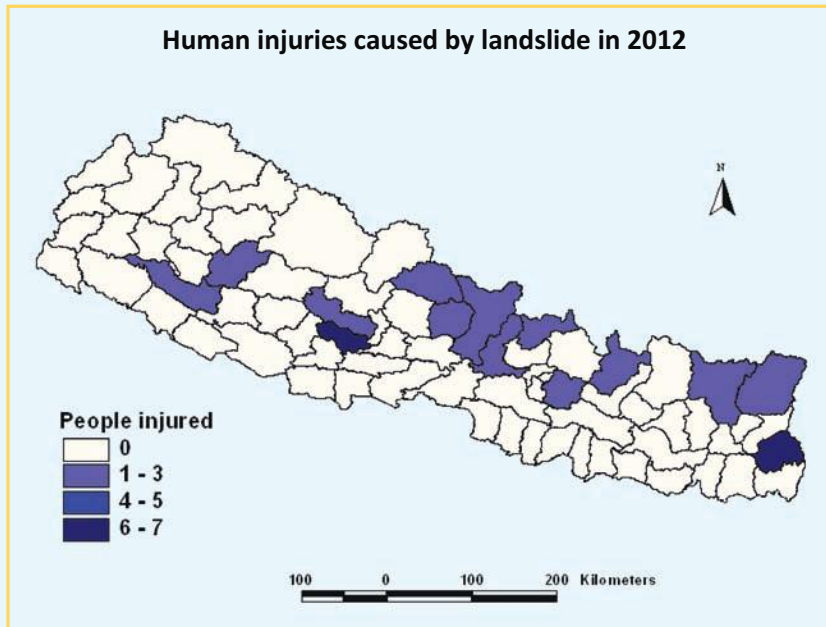 Human injuries caused by landslide in 2012
N
People injured
0
1 - 3
4 - 5
6 - 7
100 0 100 200 Kilometers